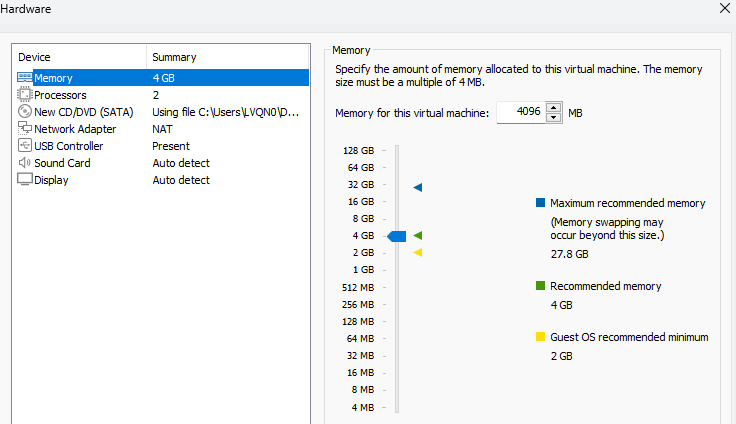 Hardware
Device Summary
Memory 4 GB
Processors 2
New CD/DVD (SATA) Using file C:\Users\LVQN0\D...
Network Adapter NAT
USB Controller Present
Sound Card Auto detect
Display Auto detect
Memory
Specify the amount of memory allocated to this virtual machine. The memory
size must be a multiple of 4 MB.
Memory for this virtual machine: 4096 MB
128 GB
64 GB
32 GB
16 GB
8 GB
4 GB
2 GB
1 GB
512 MB
256 MB
128 MB
64 MB
32 MB
16 MB
8 MB
4 MB
Maximum recommended memory
(Memory swapping may
occur beyond this size.)
27.8 GB
Recommended memory
4 GB
Guest OS recommended minimum
2 GB